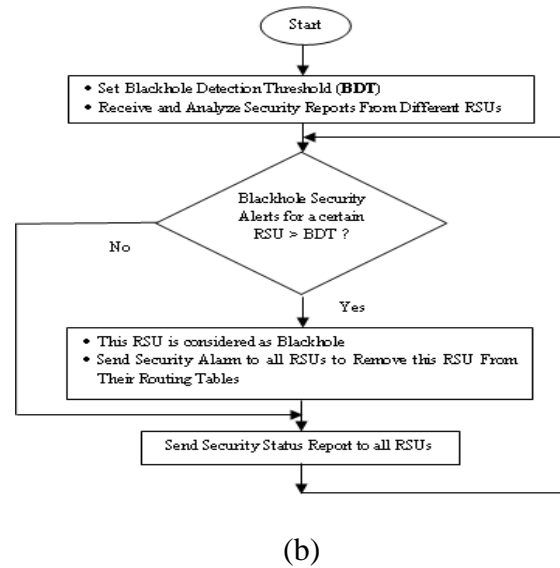 Start
• Set Blackhole Detection Threshold (BDT)
• Receive and Analyze Security Reports From Different RSUs
Blackhole Security
Alerts for a certain
RSU > BDT ?
No
Yes
• This RSU is considered as Blackhole
• Send Security Alarm to all RSUs to Remove this RSU From
Their Routing Tables
Send Security Status Report to all RSUs
(b)